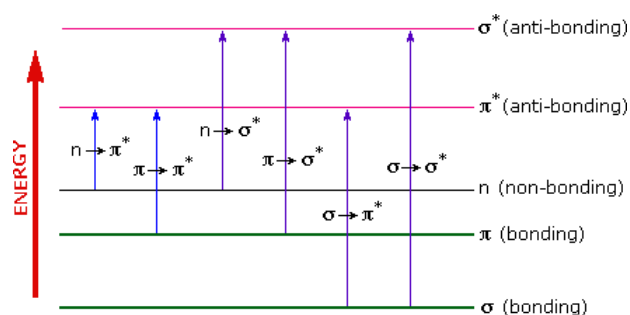 σ* (anti-bonding)
π* (anti-bonding)
n→σ*
n→π*
π→π*
π→σ*
σ→σ*
n (non-bonding)
σ→π*
π (bonding)
σ (bonding)
ENERGY